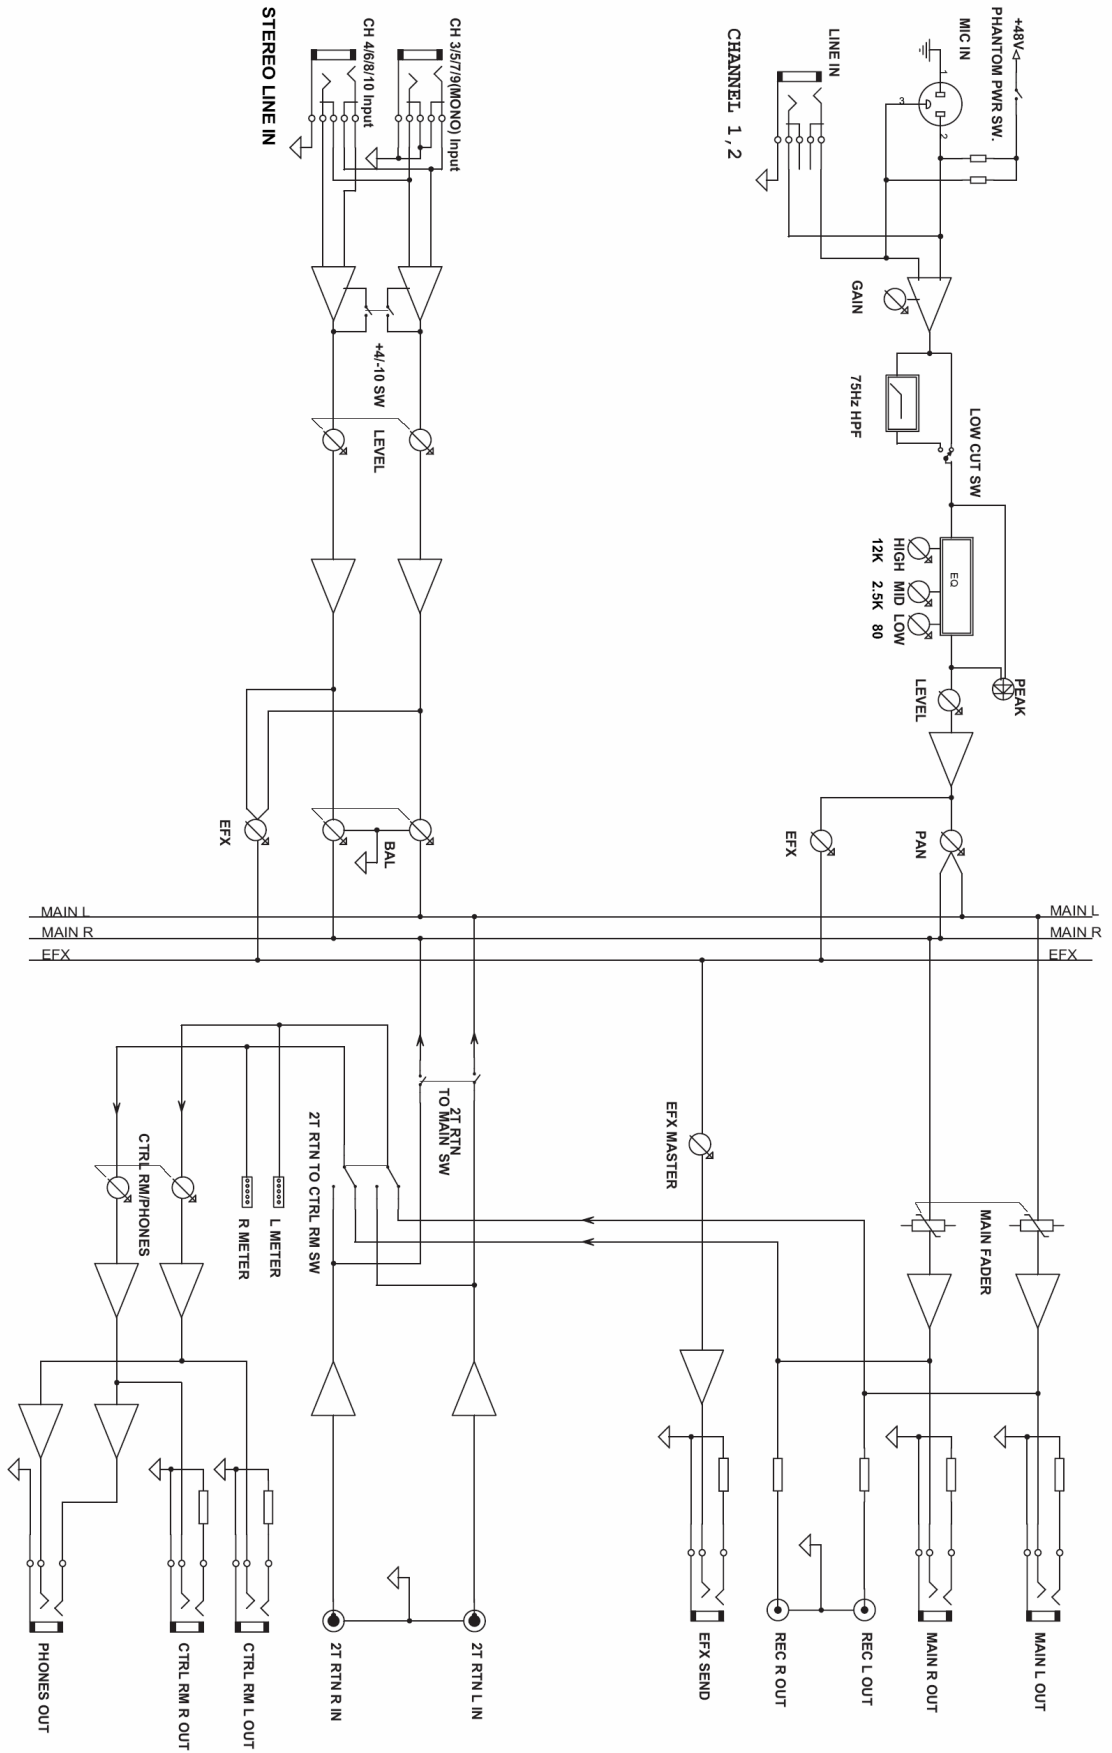 +48V
PHANTOM PWR SW.
MIC IN
1
2
3
LINE IN
CHANNEL 1,2
GAIN
75Hz HPF
LOW CUT SW
EQ
HIGH MID LOW
12K 2.5K 80
PEAK
LEVEL
PAN
EFX
CH 3/5/7/9(MONO) Input
CH 4/6/8/10 Input
STEREO LINE IN
+4/-10 SW
LEVEL
BAL
EFX
MAIN L
MAIN R
EFX
MAIN L
MAIN R
EFX
MAIN FADER
EFX MASTER
2T RTN
TO MAIN SW
2T RTN TO CTRL RM SW
L METER
R METER
CTRL RM/PHONES
MAIN L OUT
MAIN R OUT
REC L OUT
REC R OUT
EFX SEND
2T RTN L IN
2T RTN R IN
CTRL RM L OUT
CTRL RM R OUT
PHONES OUT